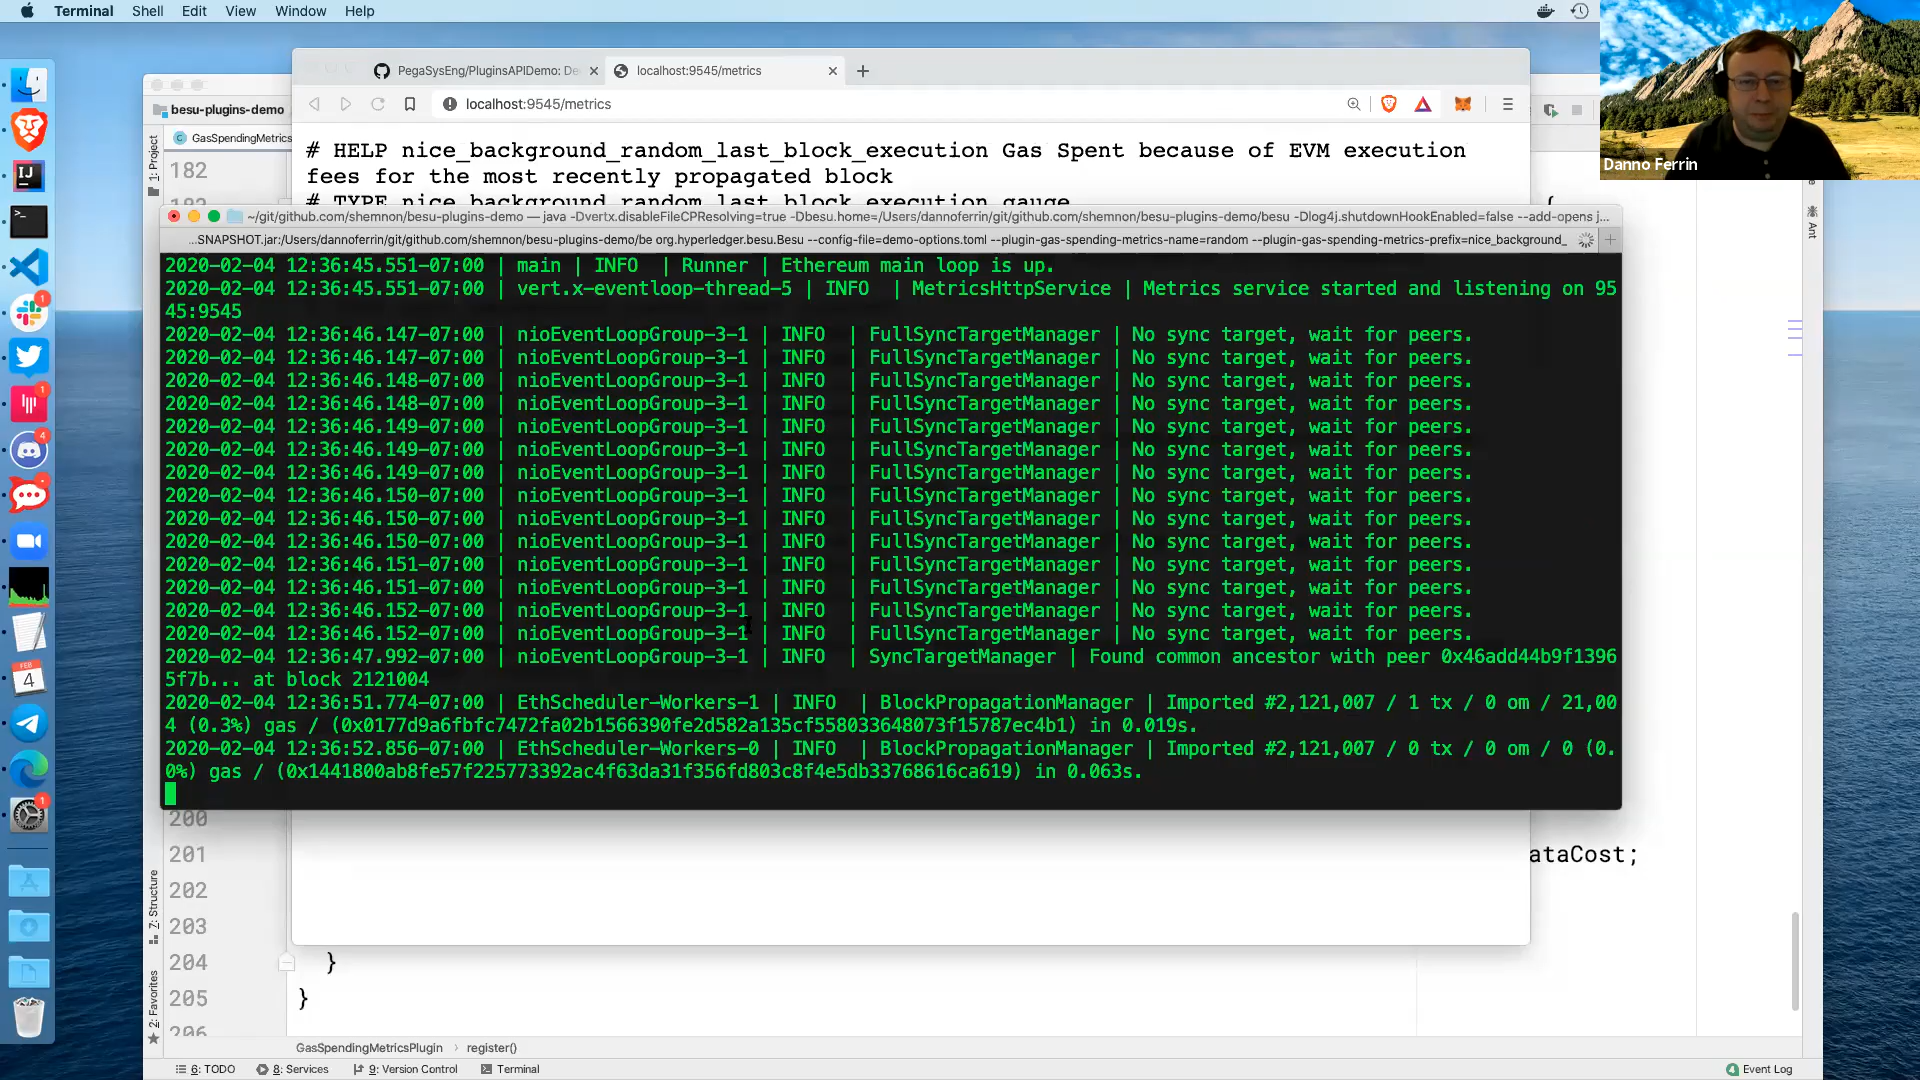 Terminal Shell Edit View Window Help
PegaSysEng/PluginsAPIDemo: De
localhost:9545/metrics
besu-plugins-demo
localhost:9545/metrics
GasSpendingMetrics
1: Project
Danno Ferrin
# HELP nice_background_random_last_block_execution Gas Spent because of EVM execution
fees for the most recently propagated block
# TYPE nice_background_random_last_block_execution gauge
182
{
Ant
~/git/github.com/shemnon/besu-plugins-demo — java -Dvertx.disableFileCPResolving=true -Dbesu.home=/Users/dannoferrin/git/github.com/shemnon/besu-plugins-demo/besu -Dlog4j.shutdownHookEnabled=false --add-opens j...
...SNAPSHOT.jar:/Users/dannoferrin/git/github.com/shemnon/besu-plugins-demo/be org.hyperledger.besu.Besu --config-file=demo-options.toml --plugin-gas-spending-metrics-name=random --plugin-gas-spending-metrics-prefix=nice_background_
2020-02-04 12:36:45.551-07:00 | main | INFO  | Runner | Ethereum main loop is up.
2020-02-04 12:36:45.551-07:00 | vert.x-eventloop-thread-5 | INFO  | MetricsHttpService | Metrics service started and listening on 95
45:9545
2020-02-04 12:36:46.147-07:00 | nioEventLoopGroup-3-1 | INFO  | FullSyncTargetManager | No sync target, wait for peers.
2020-02-04 12:36:46.147-07:00 | nioEventLoopGroup-3-1 | INFO  | FullSyncTargetManager | No sync target, wait for peers.
2020-02-04 12:36:46.148-07:00 | nioEventLoopGroup-3-1 | INFO  | FullSyncTargetManager | No sync target, wait for peers.
2020-02-04 12:36:46.148-07:00 | nioEventLoopGroup-3-1 | INFO  | FullSyncTargetManager | No sync target, wait for peers.
2020-02-04 12:36:46.149-07:00 | nioEventLoopGroup-3-1 | INFO  | FullSyncTargetManager | No sync target, wait for peers.
2020-02-04 12:36:46.149-07:00 | nioEventLoopGroup-3-1 | INFO  | FullSyncTargetManager | No sync target, wait for peers.
2020-02-04 12:36:46.149-07:00 | nioEventLoopGroup-3-1 | INFO  | FullSyncTargetManager | No sync target, wait for peers.
2020-02-04 12:36:46.150-07:00 | nioEventLoopGroup-3-1 | INFO  | FullSyncTargetManager | No sync target, wait for peers.
2020-02-04 12:36:46.150-07:00 | nioEventLoopGroup-3-1 | INFO  | FullSyncTargetManager | No sync target, wait for peers.
2020-02-04 12:36:46.150-07:00 | nioEventLoopGroup-3-1 | INFO  | FullSyncTargetManager | No sync target, wait for peers.
2020-02-04 12:36:46.151-07:00 | nioEventLoopGroup-3-1 | INFO  | FullSyncTargetManager | No sync target, wait for peers.
2020-02-04 12:36:46.151-07:00 | nioEventLoopGroup-3-1 | INFO  | FullSyncTargetManager | No sync target, wait for peers.
2020-02-04 12:36:46.152-07:00 | nioEventLoopGroup-3-1 | INFO  | FullSyncTargetManager | No sync target, wait for peers.
2020-02-04 12:36:46.152-07:00 | nioEventLoopGroup-3-1 | INFO  | FullSyncTargetManager | No sync target, wait for peers.
2020-02-04 12:36:47.992-07:00 | nioEventLoopGroup-3-1 | INFO  | SyncTargetManager | Found common ancestor with peer 0x46add44b9f1396
5f7b... at block 2121004
2020-02-04 12:36:51.774-07:00 | EthScheduler-Workers-1 | INFO  | BlockPropagationManager | Imported #2,121,007 / 1 tx / 0 om / 21,00
4 (0.3%) gas / (0x0177d9a6fbfc7472fa02b1566390fe2d582a135cf558033648073f15787ec4b1) in 0.019s.
2020-02-04 12:36:52.856-07:00 | EthScheduler-Workers-0 | INFO  | BlockPropagationManager | Imported #2,121,007 / 0 tx / 0 om / 0 (0.
0%) gas / (0x1441800ab8fe57f225773392ac4f63da31f356fd803c8f4e5db33768616ca619) in 0.063s.
200
201 ataCost;
202
203
204 }
205 }
206
7: Structure
2: Favorites
GasSpendingMetricsPlugin › register()
6: TODO 8: Services 9: Version Control Terminal
4 Event Log
IJ
FEB
4